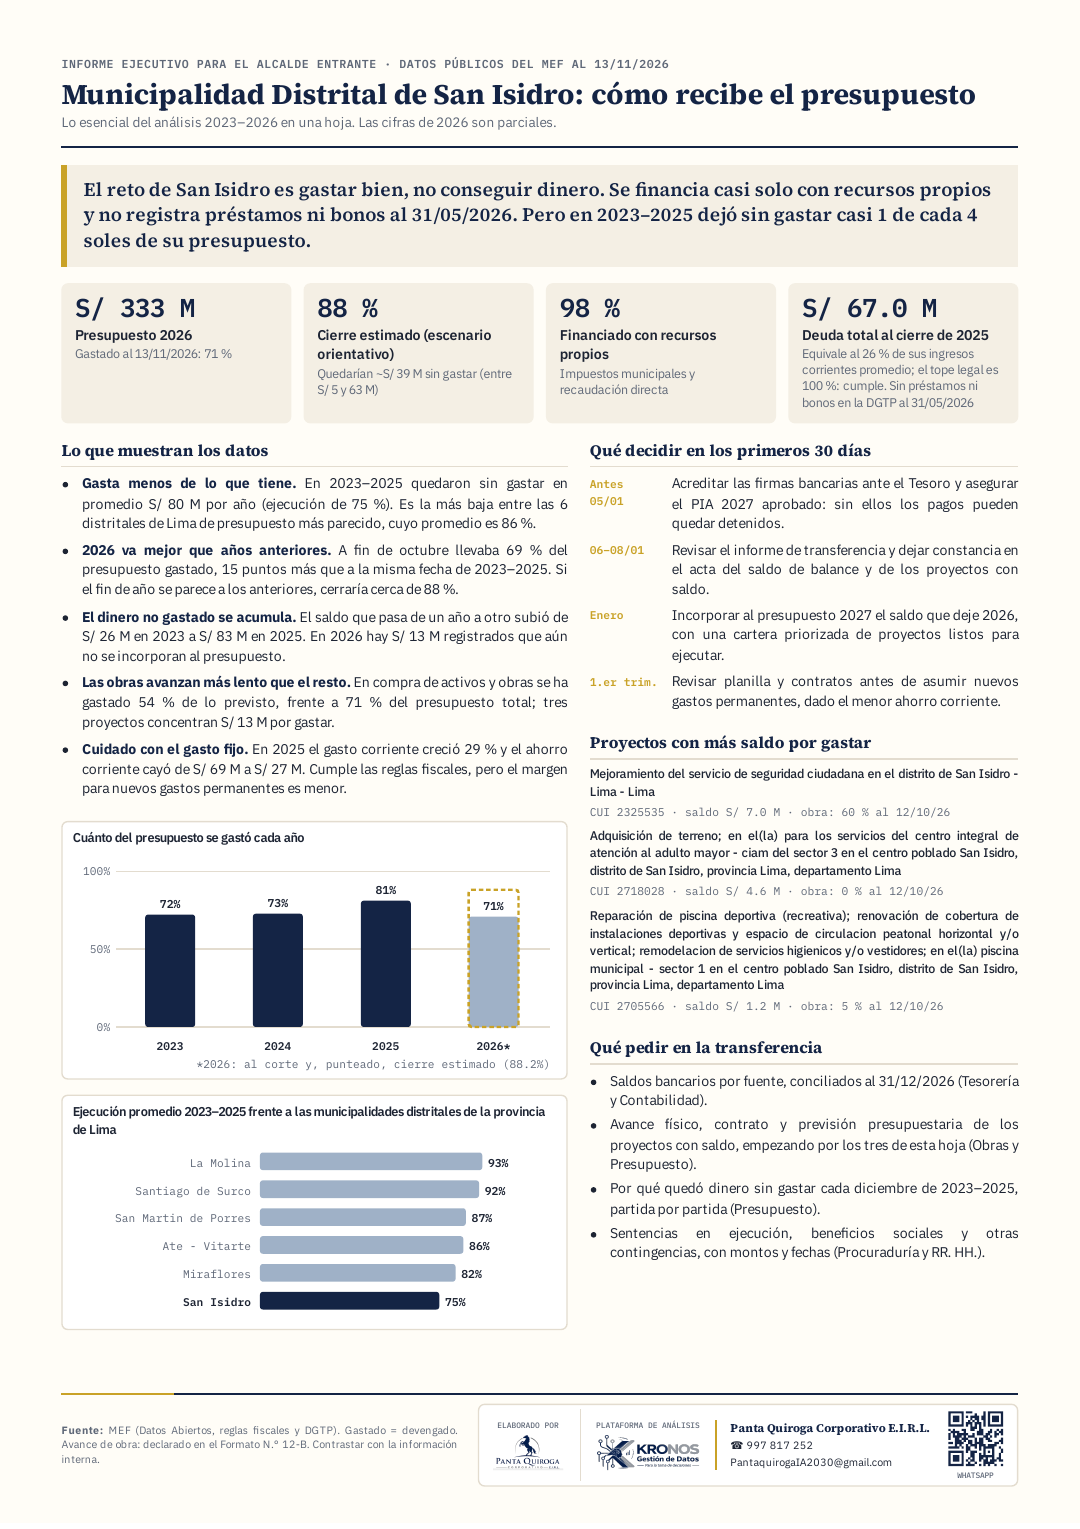 INFORME EJECUTIVO PARA EL ALCALDE ENTRANTE · DATOS PÚBLICOS DEL MEF AL 13/11/2026
Municipalidad Distrital de San Isidro: cómo recibe el presupuesto
Lo esencial del análisis 2023–2026 en una hoja. Las cifras de 2026 son parciales.
El reto de San Isidro es gastar bien, no conseguir dinero. Se financia casi solo con recursos propios
y no registra préstamos ni bonos al 31/05/2026. Pero en 2023–2025 dejó sin gastar casi 1 de cada 4
soles de su presupuesto.
S/ 333 M
Presupuesto 2026
Gastado al 13/11/2026: 71 %
88 %
Cierre estimado (escenario
orientativo)
Quedarían ~S/ 39 M sin gastar (entre
S/ 5 y 63 M)
98 %
Financiado con recursos
propios
Impuestos municipales y
recaudación directa
S/ 67.0 M
Deuda total al cierre de 2025
Equivale al 26 % de sus ingresos
corrientes promedio; el tope legal es
100 %: cumple. Sin préstamos ni
bonos en la DGTP al 31/05/2026
Lo que muestran los datos
• Gasta menos de lo que tiene. En 2023–2025 quedaron sin gastar en
promedio S/ 80 M por año (ejecución de 75 %). Es la más baja entre las 6
distritales de Lima de presupuesto más parecido, cuyo promedio es 86 %.
• 2026 va mejor que años anteriores. A fin de octubre llevaba 69 % del
presupuesto gastado, 15 puntos más que a la misma fecha de 2023–2025. Si
el fin de año se parece a los anteriores, cerraría cerca de 88 %.
• El dinero no gastado se acumula. El saldo que pasa de un año a otro subió de
S/ 26 M en 2023 a S/ 83 M en 2025. En 2026 hay S/ 13 M registrados que aún
no se incorporan al presupuesto.
• Las obras avanzan más lento que el resto. En compra de activos y obras se ha
gastado 54 % de lo previsto, frente a 71 % del presupuesto total; tres
proyectos concentran S/ 13 M por gastar.
• Cuidado con el gasto fijo. En 2025 el gasto corriente creció 29 % y el ahorro
corriente cayó de S/ 69 M a S/ 27 M. Cumple las reglas fiscales, pero el margen
para nuevos gastos permanentes es menor.
Cuánto del presupuesto se gastó cada año
100%
50%
0%
72%
73%
81%
71%
2023
2024
2025
2026*
*2026: al corte y, punteado, cierre estimado (88.2%)
Ejecución promedio 2023–2025 frente a las municipalidades distritales de la provincia
de Lima
La Molina 93%
Santiago de Surco 92%
San Martin de Porres 87%
Ate - Vitarte 86%
Miraflores 82%
San Isidro 75%
Qué decidir en los primeros 30 días
Antes
05/01
Acreditar las firmas bancarias ante el Tesoro y asegurar
el PIA 2027 aprobado: sin ellos los pagos pueden
quedar detenidos.
06–08/01
Revisar el informe de transferencia y dejar constancia en
el acta del saldo de balance y de los proyectos con
saldo.
Enero
Incorporar al presupuesto 2027 el saldo que deje 2026,
con una cartera priorizada de proyectos listos para
ejecutar.
1.er trim.
Revisar planilla y contratos antes de asumir nuevos
gastos permanentes, dado el menor ahorro corriente.
Proyectos con más saldo por gastar
Mejoramiento del servicio de seguridad ciudadana en el distrito de San Isidro -
Lima - Lima
CUI 2325535 · saldo S/ 7.0 M · obra: 60 % al 12/10/26
Adquisición de terreno; en el(la) para los servicios del centro integral de
atención al adulto mayor - ciam del sector 3 en el centro poblado San Isidro,
distrito de San Isidro, provincia Lima, departamento Lima
CUI 2718028 · saldo S/ 4.6 M · obra: 0 % al 12/10/26
Reparación de piscina deportiva (recreativa); renovación de cobertura de
instalaciones deportivas y espacio de circulacion peatonal horizontal y/o
vertical; remodelacion de servicios higienicos y/o vestidores; en el(la) piscina
municipal - sector 1 en el centro poblado San Isidro, distrito de San Isidro,
provincia Lima, departamento Lima
CUI 2705566 · saldo S/ 1.2 M · obra: 5 % al 12/10/26
Qué pedir en la transferencia
• Saldos bancarios por fuente, conciliados al 31/12/2026 (Tesorería
y Contabilidad).
• Avance físico, contrato y previsión presupuestaria de los
proyectos con saldo, empezando por los tres de esta hoja (Obras y
Presupuesto).
• Por qué quedó dinero sin gastar cada diciembre de 2023–2025,
partida por partida (Presupuesto).
• Sentencias en ejecución, beneficios sociales y otras
contingencias, con montos y fechas (Procuraduría y RR. HH.).
Fuente: MEF (Datos Abiertos, reglas fiscales y DGTP). Gastado = devengado.
Avance de obra: declarado en el Formato N.° 12-B. Contrastar con la información
interna.
ELABORADO POR
PANTA QUIROGA
PLATAFORMA DE ANÁLISIS
KRONOS
Gestión de Datos
Panta Quiroga Corporativo E.I.R.L.
☎ 997 817 252
PantaquirogaIA2030@gmail.com
WHATSAPP